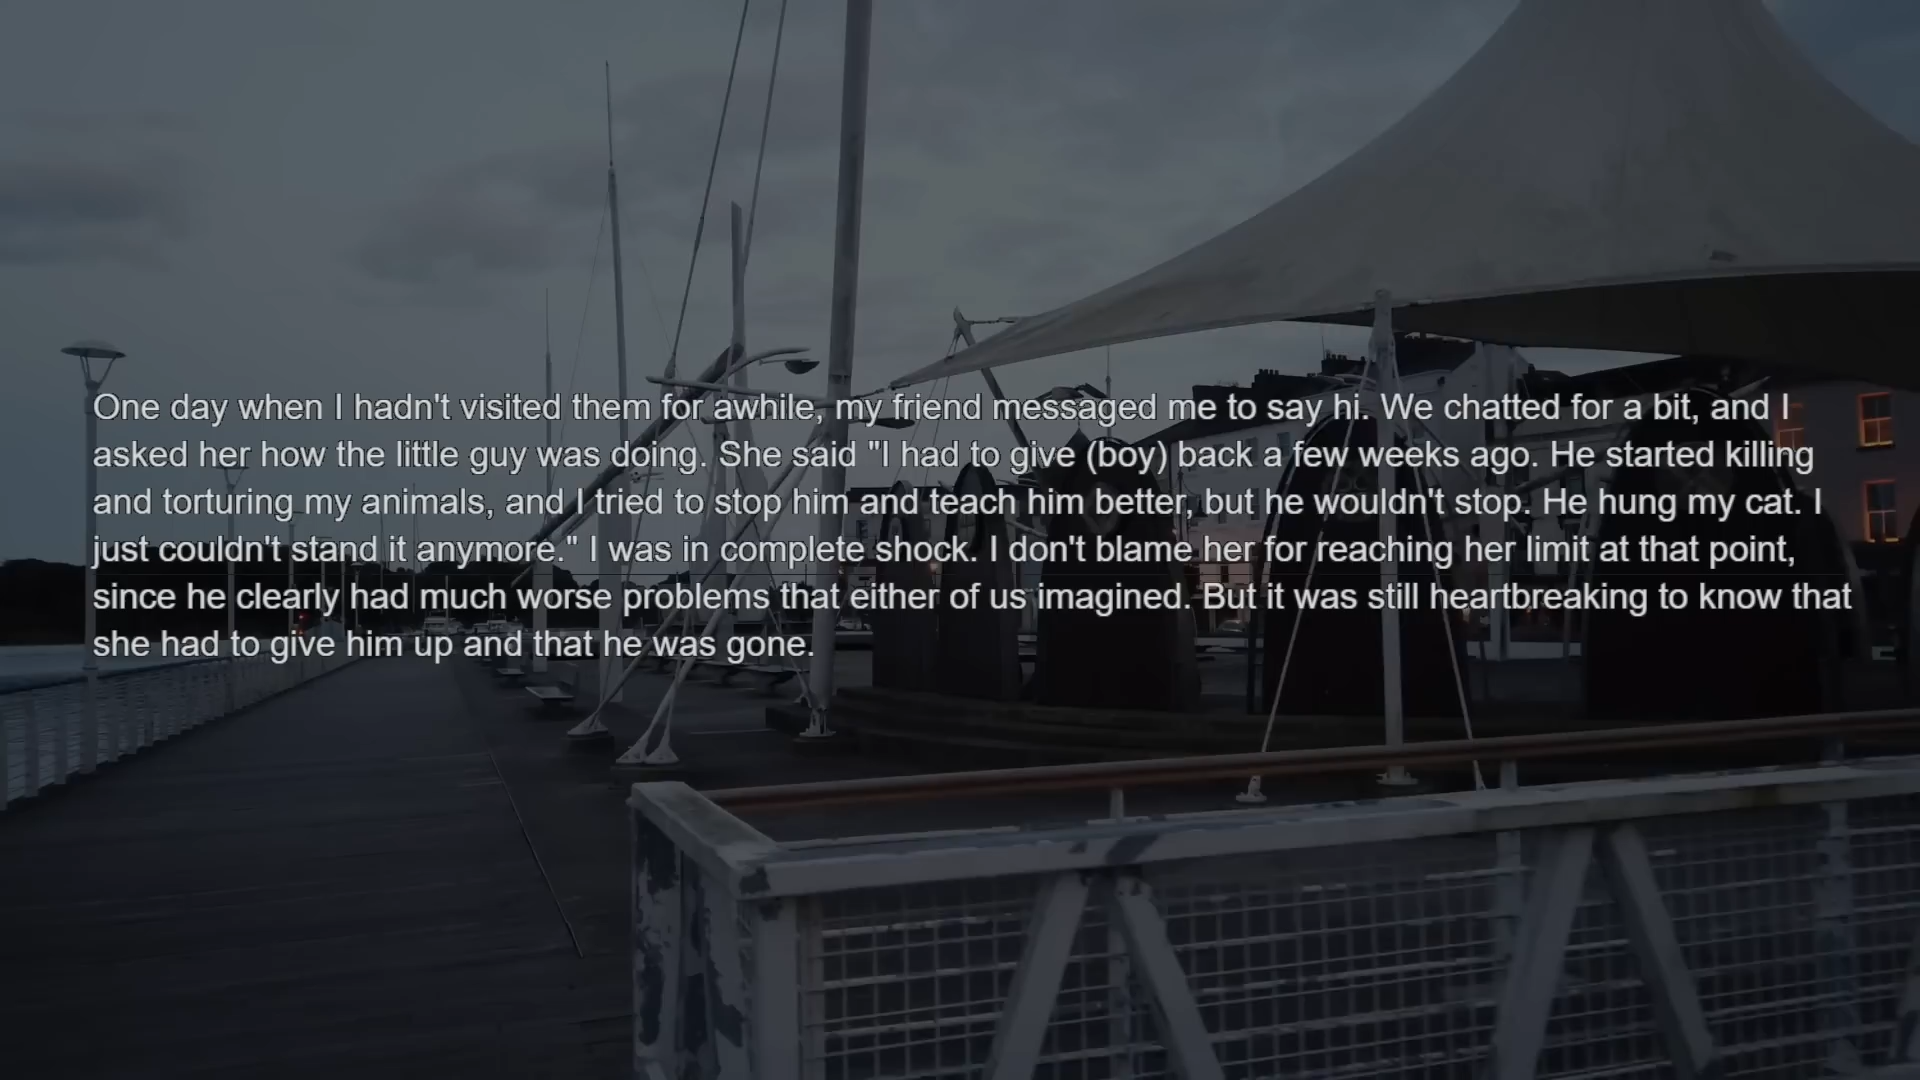 One day when I hadn't visited them for awhile, my friend messaged me to say hi. We chatted for a bit, and I
asked her how the little guy was doing. She said "I had to give (boy) back a few weeks ago. He started killing
and torturing my animals, and I tried to stop him and teach him better, but he wouldn't stop. He hung my cat. I
just couldn't stand it anymore." I was in complete shock. I don't blame her for reaching her limit at that point,
since he clearly had much worse problems that either of us imagined. But it was still heartbreaking to know that
she had to give him up and that he was gone.